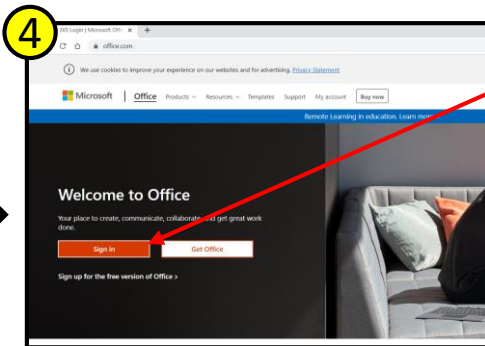 4
365 Login | Microsoft Offi
office.com
We use cookies to improve your experience on our websites and for advertising. Privacy Statement
Microsoft | Office Products Resources Templates Support My account Buy now
Remote Learning in education. Learn more
Welcome to Office
Your place to create, communicate, collaborate, and get great work
done.
Sign in Get Office
Sign up for the free version of Office >